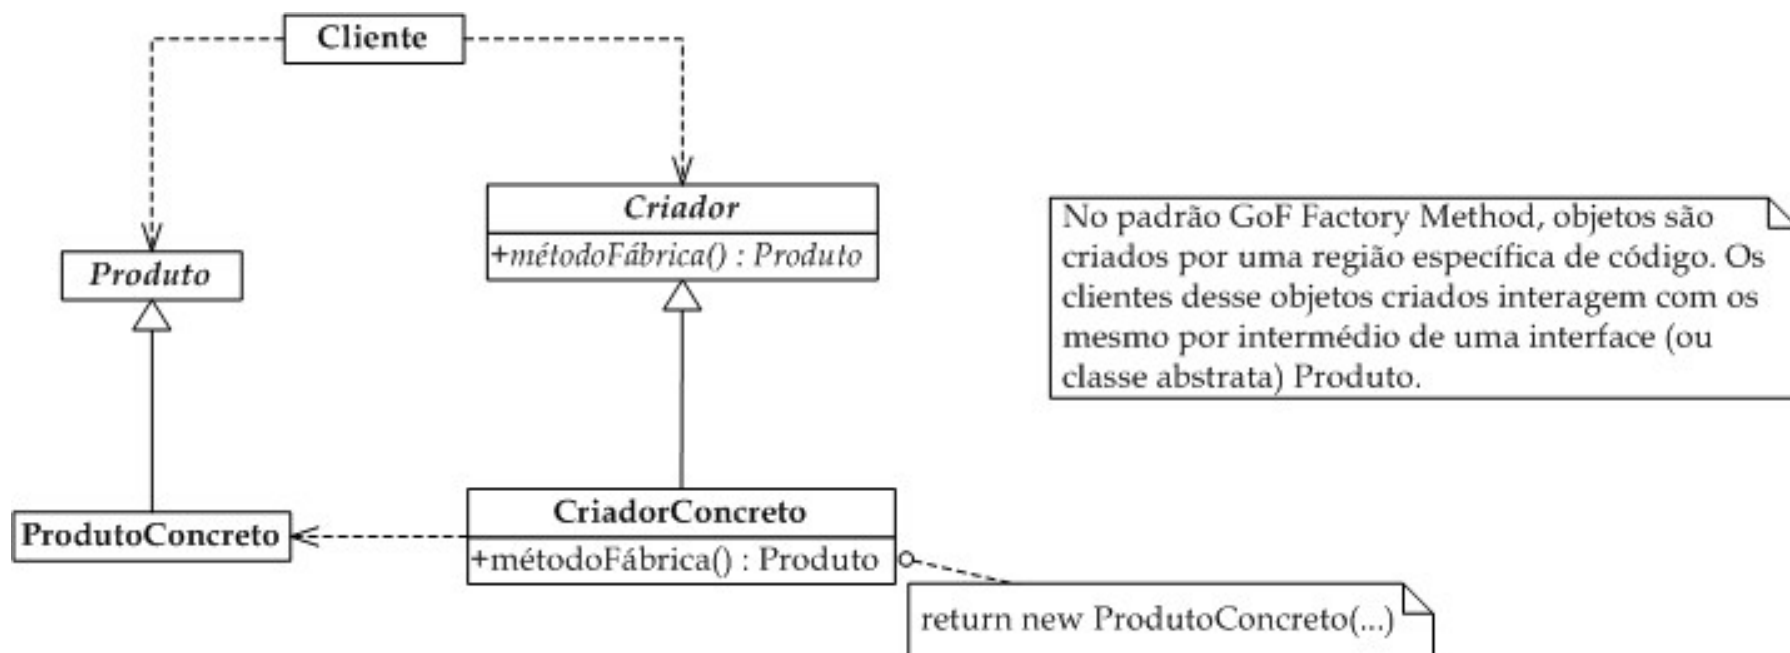 Cliente
Criador
+métodoFábrica() : Produto
Produto
No padrão GoF Factory Method, objetos são
criados por uma região específica de código. Os
clientes desse objetos criados interagem com os
mesmo por intermédio de uma interface (ou
classe abstrata) Produto.
ProdutoConcreto
CriadorConcreto
+métodoFábrica() : Produto
return new ProdutoConcreto(...)